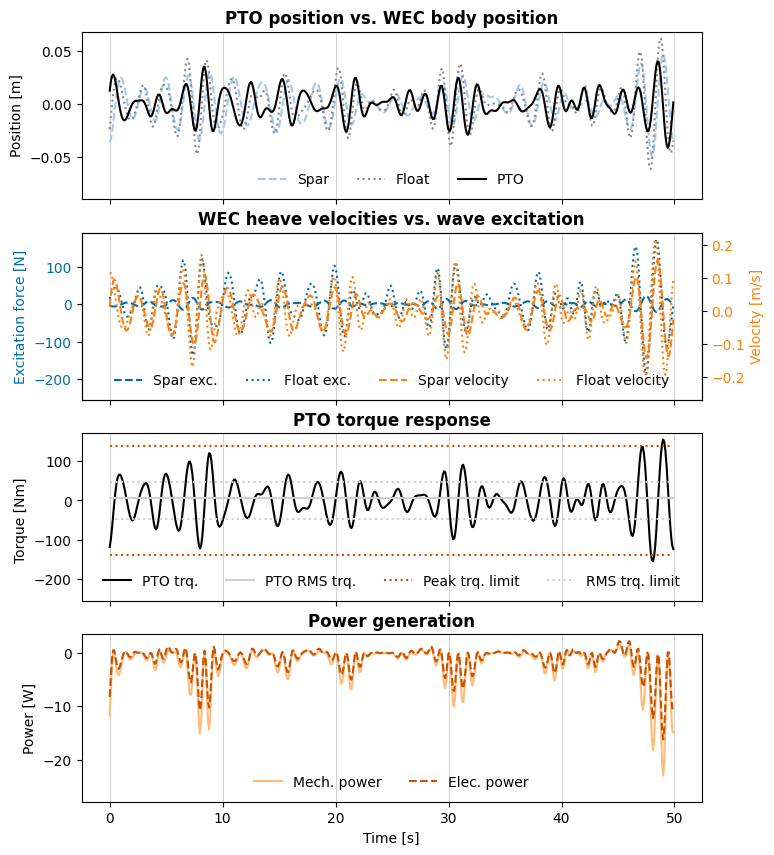 PTO position vs. WEC body position
0.05
0.00
−0.05
Position [m]
Spar
Float
PTO
WEC heave velocities vs. wave excitation
100
0
−100
−200
Excitation force [N]
0.2
0.1
0.0
−0.1
−0.2
Velocity [m/s]
Spar exc.
Float exc.
Spar velocity
Float velocity
PTO torque response
100
0
−100
−200
Torque [Nm]
PTO trq.
PTO RMS trq.
Peak trq. limit
RMS trq. limit
Power generation
0
−10
−20
Power [W]
Mech. power
Elec. power
0
10
20
30
40
50
Time [s]